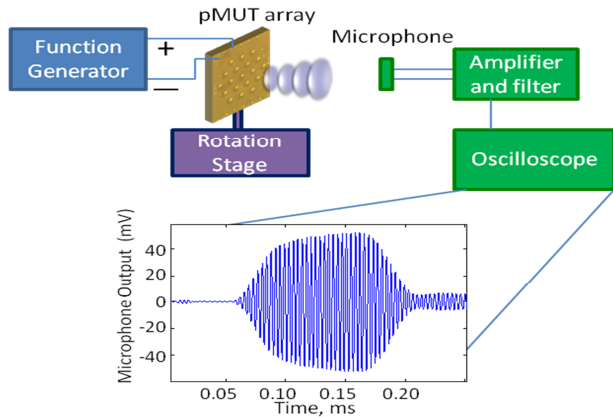 pMUT array
Function
Generator
+
—
Microphone
Amplifier
and filter
Rotation
Stage
Oscilloscope
Microphone Output (mV)
40
20
0
-20
-40
0.05
0.10
0.15
0.20
Time, ms